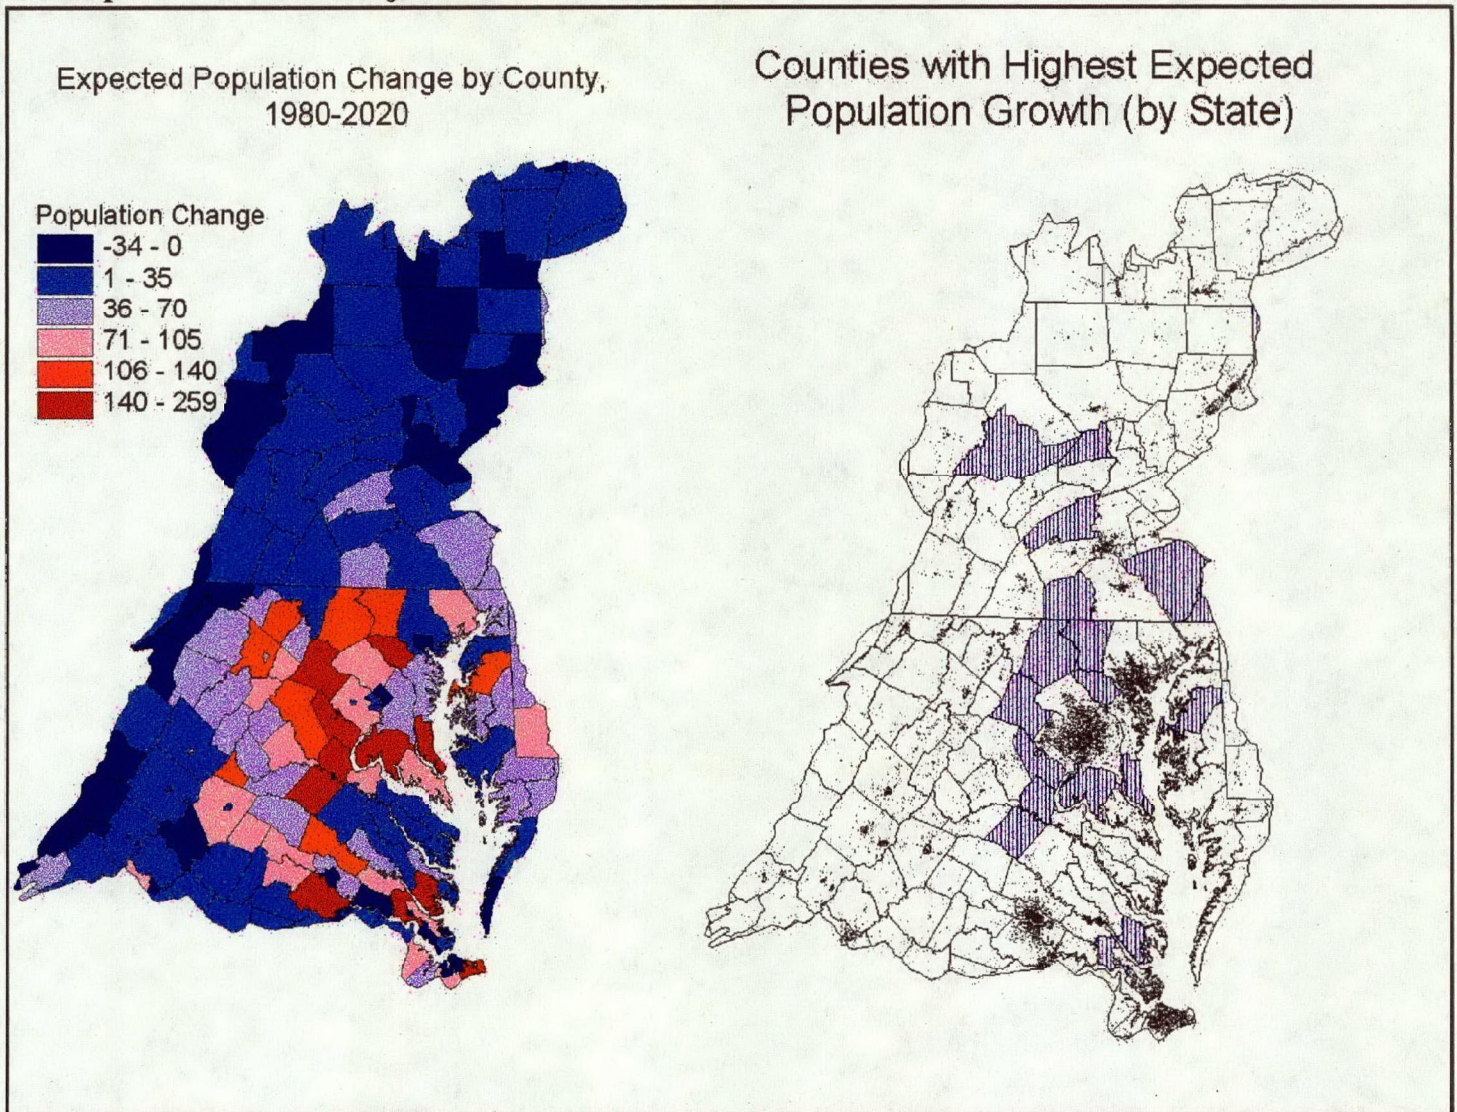 Expected Population Change by County,
1980-2020
Population Change
-34 - 0
1 - 35
36 - 70
71 - 105
106 - 140
140 - 259
Counties with Highest Expected
Population Growth (by State)